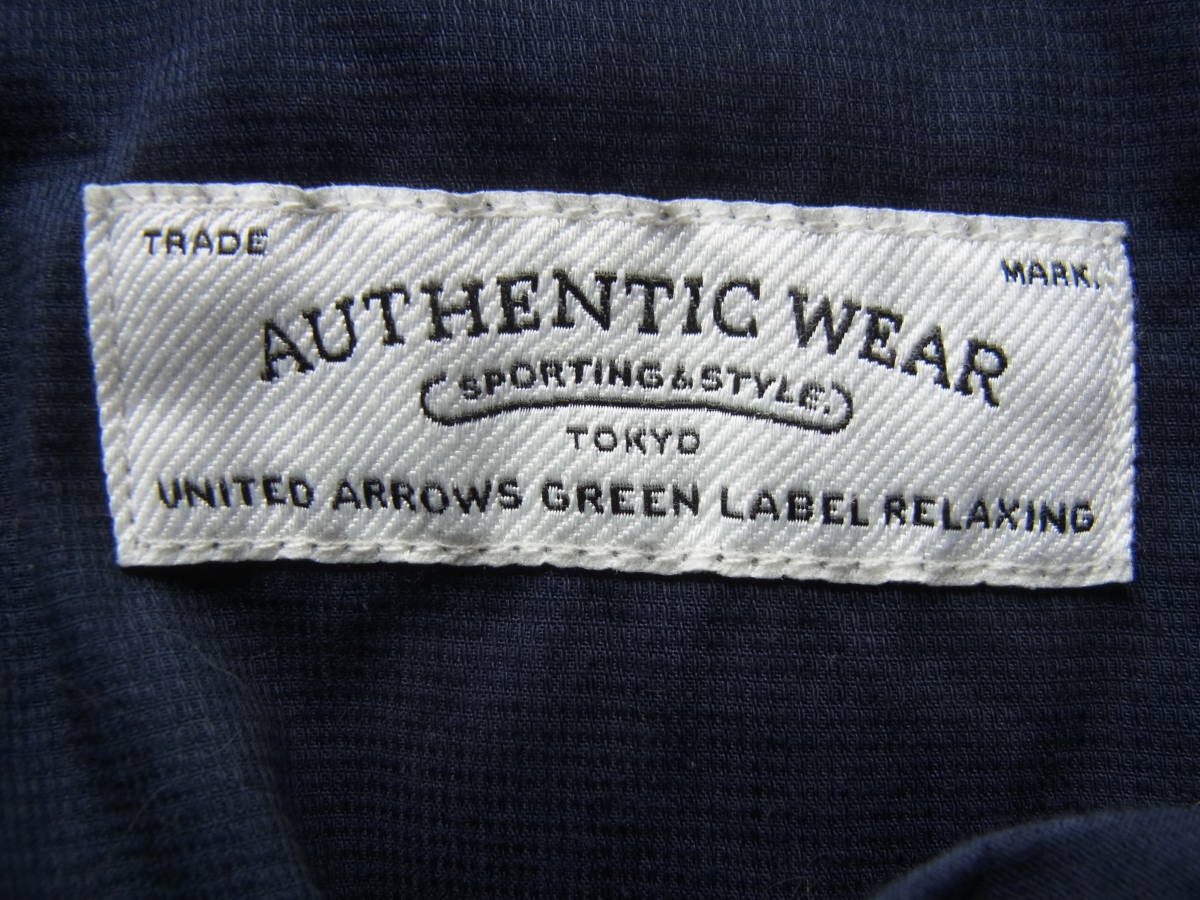 TRADE MARK.
AUTHENTIC WEAR
SPORTING & STYLE.
TOKYO
UNITED ARROWS GREEN LABEL RELAXING